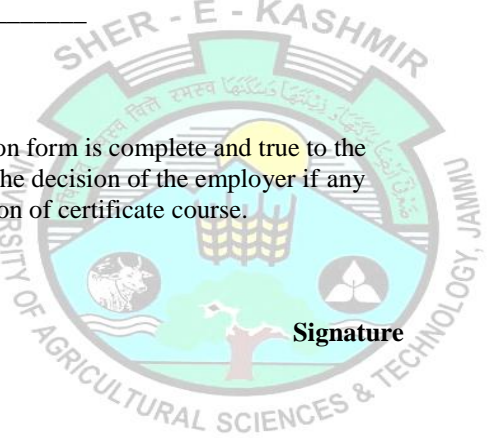 SHER - E - KASHMIR
on form is complete and true to the
he decision of the employer if any
on of certificate course.
Signature
UNIVERSITY OF AGRICULTURAL SCIENCES & TECHNOLOGY, JAMMU